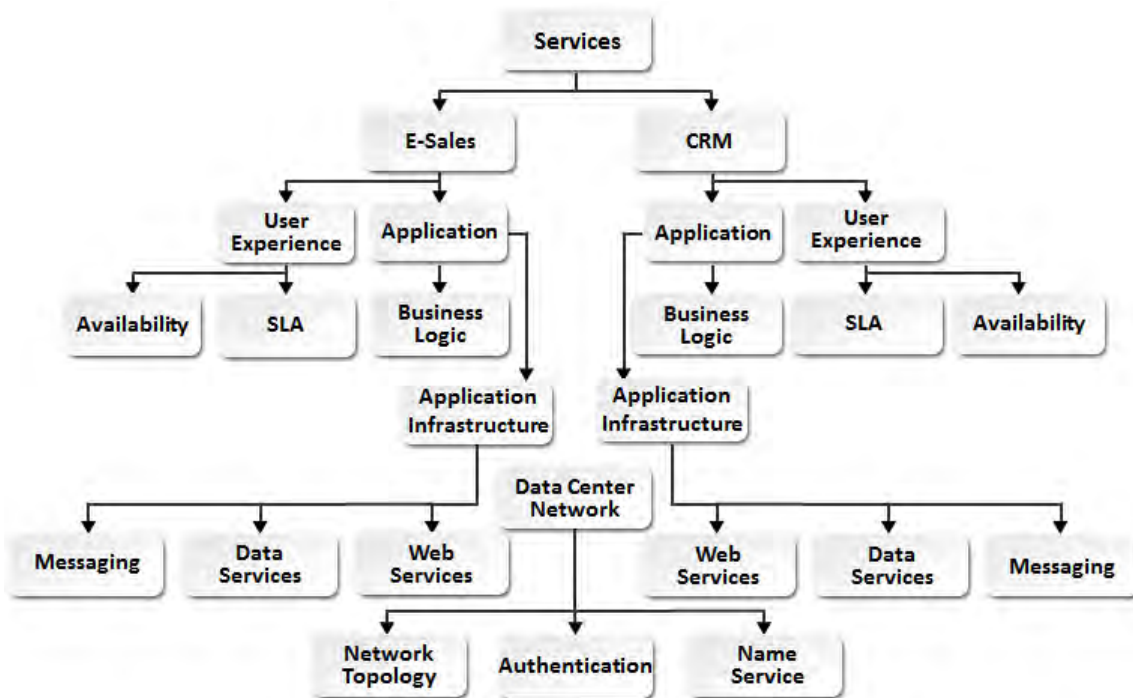 Services
E-Sales
CRM
User
Experience
Application
Application
User
Experience
Availability
SLA
Business
Logic
Business
Logic
SLA
Availability
Application
Infrastructure
Application
Infrastructure
Data Center
Network
Messaging
Data
Services
Web
Services
Web
Services
Data
Services
Messaging
Network
Topology
Authentication
Name
Service